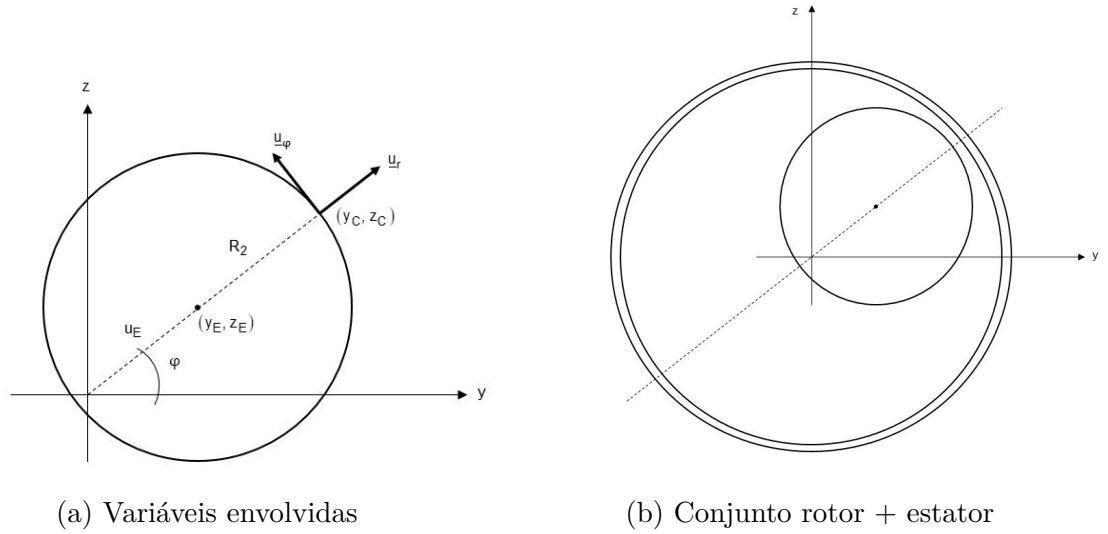 z
u_φ
u_r
(y_C, z_C)
R_2
(y_E, z_E)
u_E
φ
y
(a) Variáveis envolvidas
z
y
(b) Conjunto rotor + estator